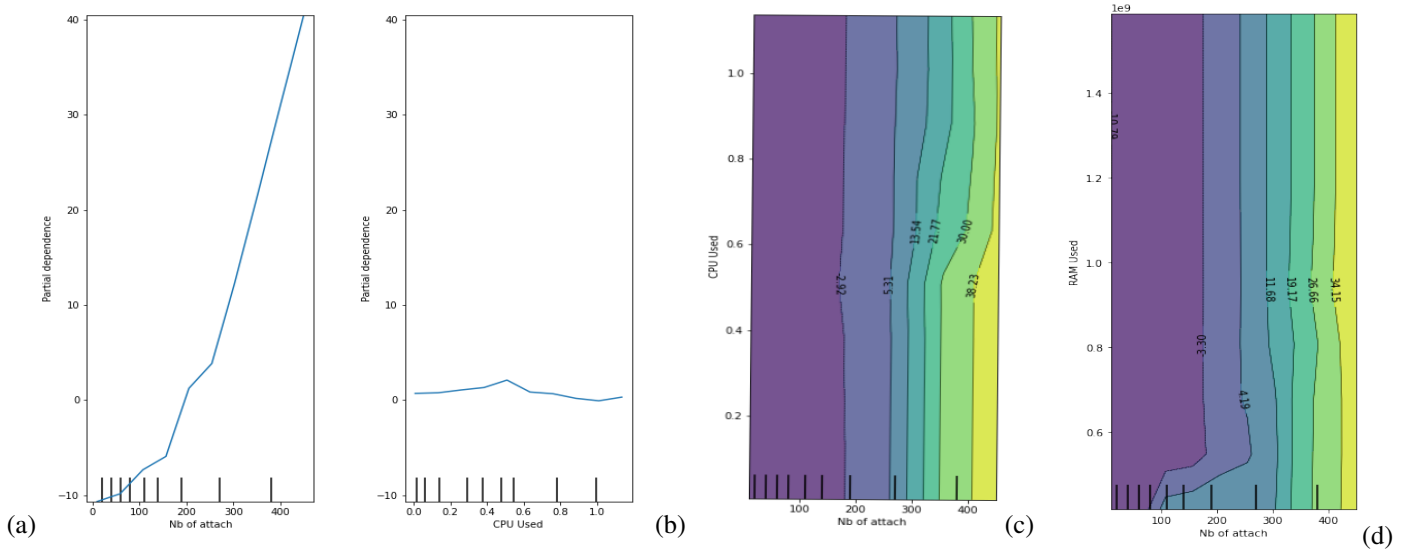 (a)
Partial dependence
40
30
20
10
0
−10
0 100 200 300 400
Nb of attach
Partial dependence
40
30
20
10
0
−10
0.0 0.2 0.4 0.6 0.8 1.0
CPU Used
(b)
CPU Used
1.0
0.8
0.6
0.4
0.2
100 200 300 400
Nb of attach
-2.92
5.31
13.54
21.77
30.00
38.23
(c)
1e9
RAM Used
1.4
1.2
1.0
0.8
0.6
100 200 300 400
Nb of attach
-3.30
4.19
11.68
19.17
26.66
34.15
(d)